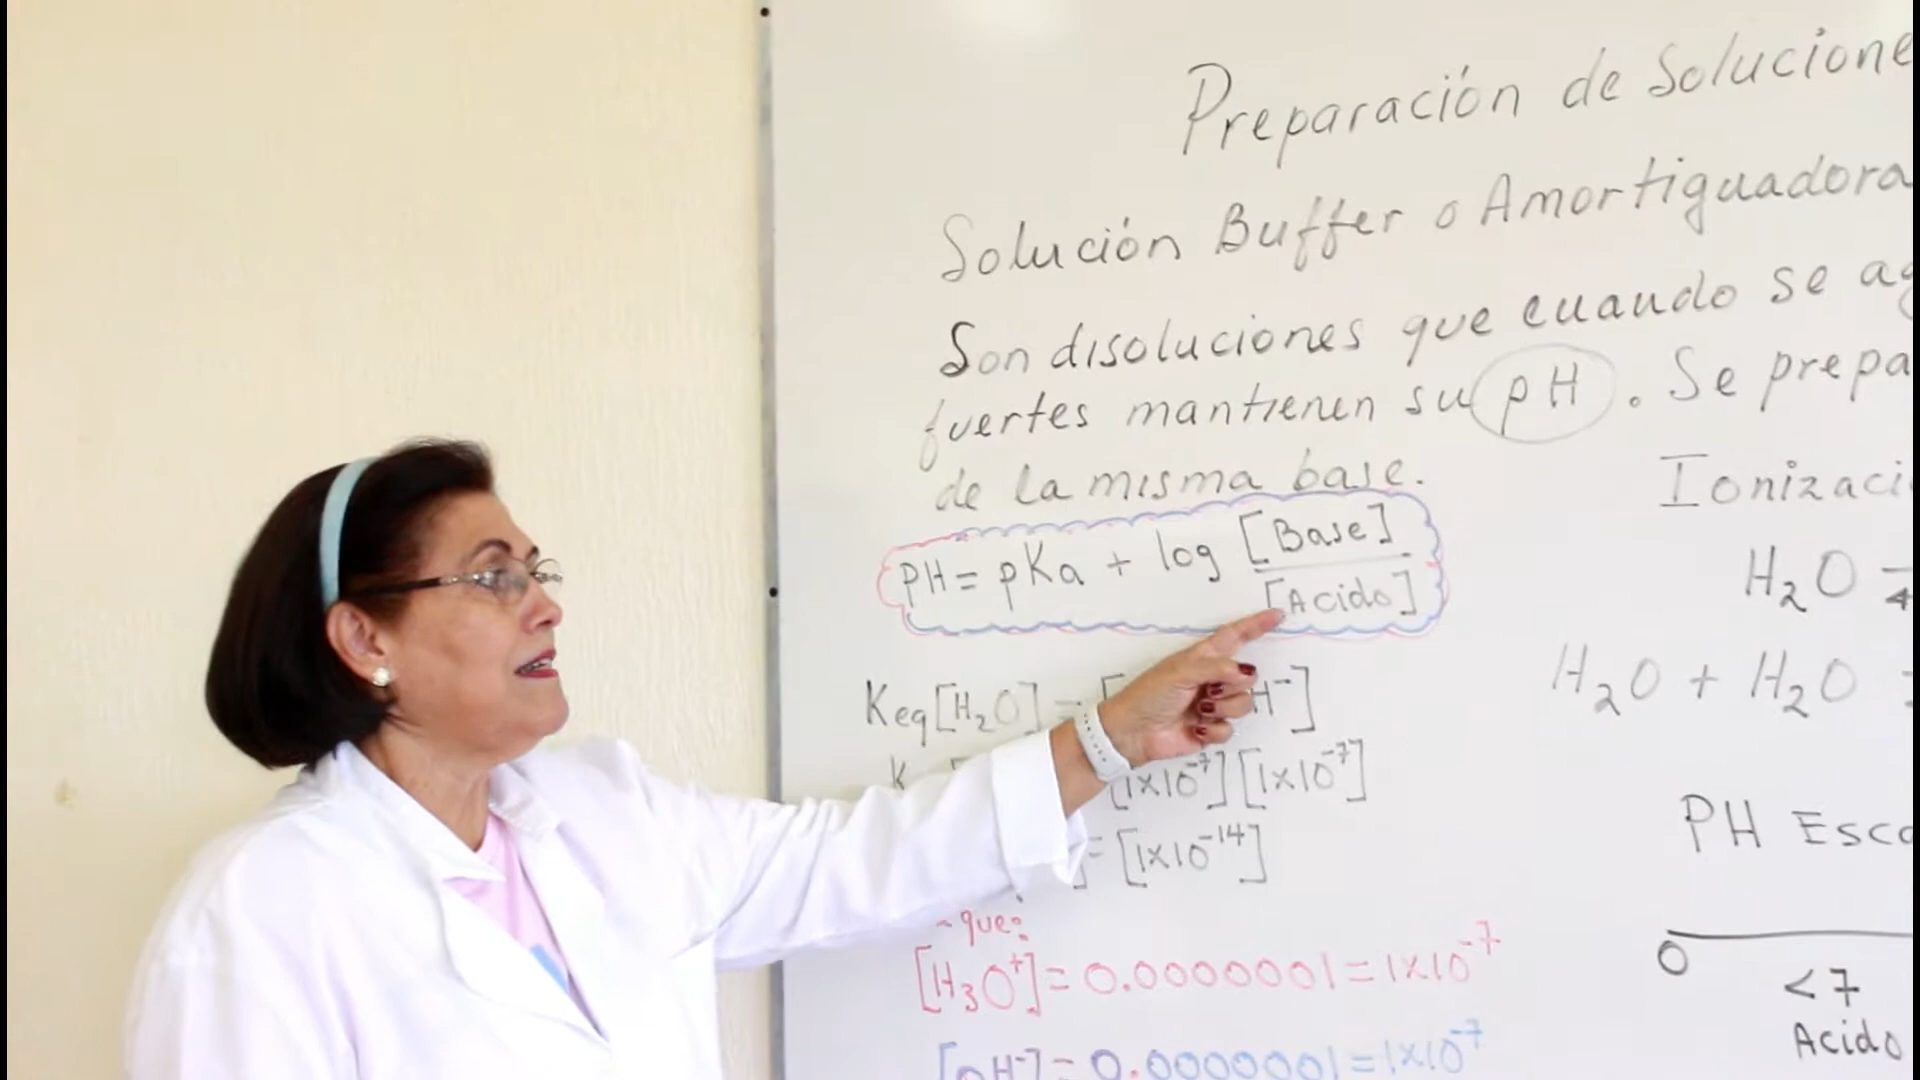 Preparación de Solucione
Solución Buffer o Amortiguadora
Son disoluciones que cuando se ag
fuertes mantienen su pH. Se prepa
de la misma base.
PH = pKa + log [Base]
[Acido]
Ionizaci
H₂O
Keq[H₂O] = [ H⁻]
H₂O + H₂O
K [1x10⁻⁷][1x10⁻⁷]
] = [1x10⁻¹⁴]
PH Esca
que:
[H₃O⁺] = 0.0000001 = 1x10⁻⁷
0
<7
Acido
[OH⁻] = 0.0000001 = 1x10⁻⁷